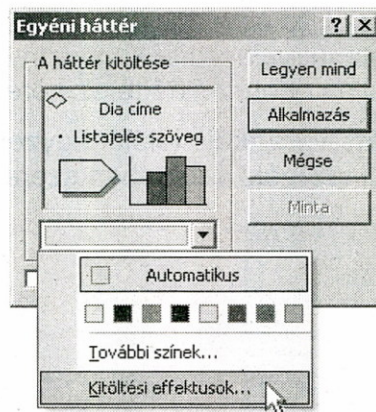 Egyéni háttér
A háttér kitöltése
Dia címe
• Listajeles szöveg
Legyen mind
Alkalmazás
Mégse
Minta
Automatikus
További színek...
Kitöltési effektusok...